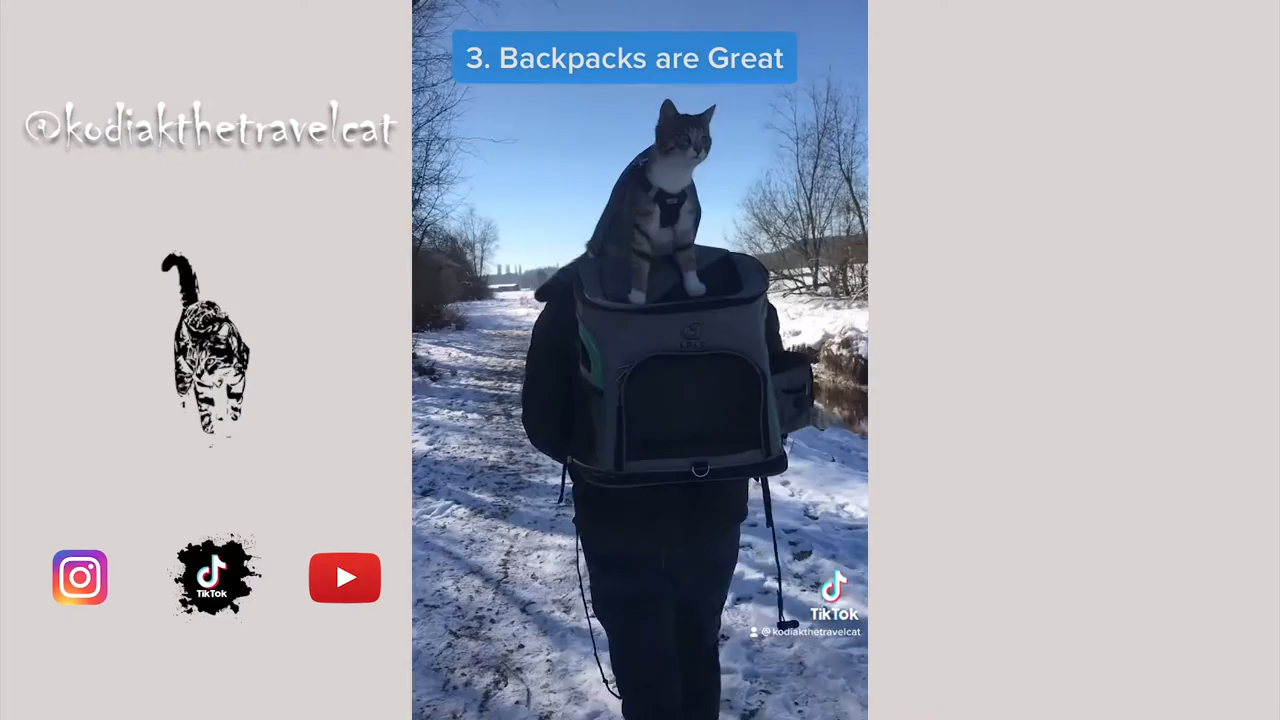 3. Backpacks are Great
@kodiakthetravelcat
TikTok
TikTok
@kodiakthetravelcat